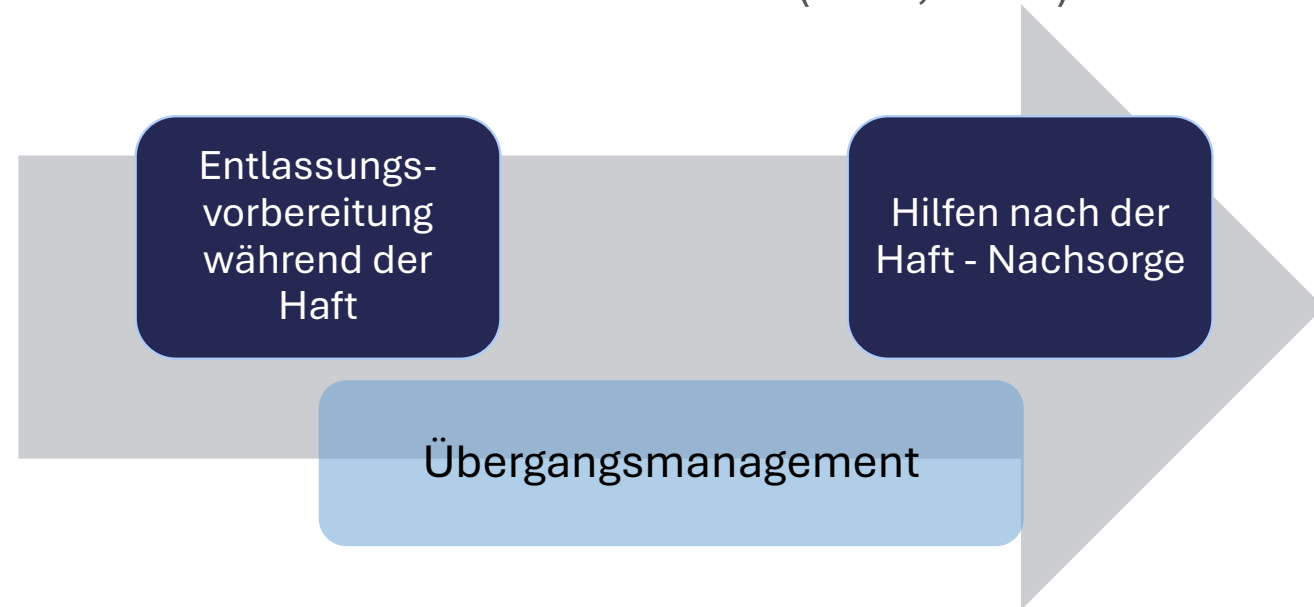 Entlassungs-
vorbereitung
während der
Haft
Hilfen nach der
Haft - Nachsorge
Übergangsmanagement